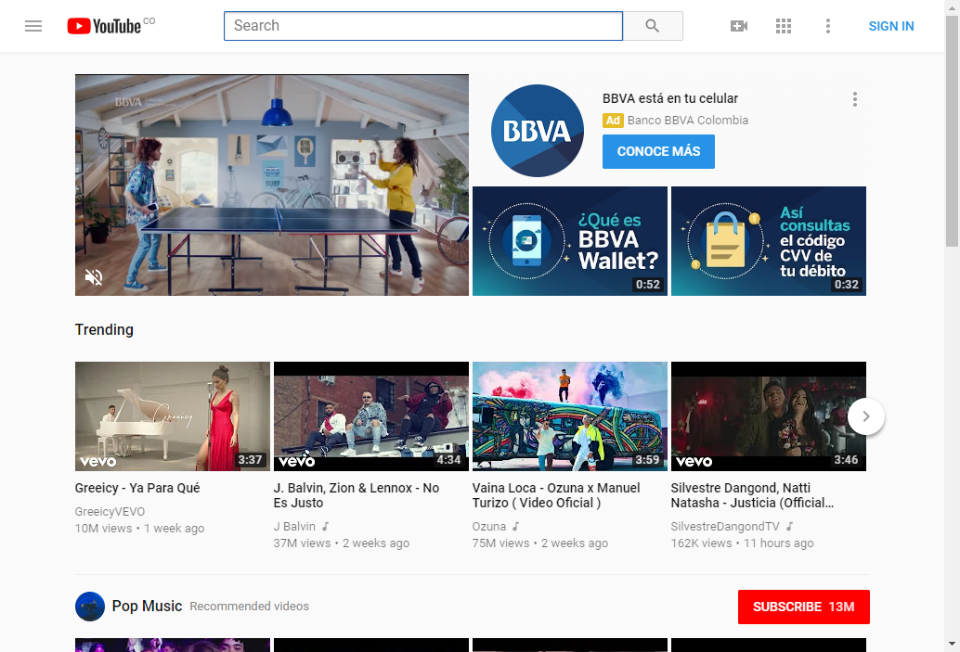 YouTube CO
Search
SIGN IN
BBVA
BBVA
BBVA está en tu celular
Ad Banco BBVA Colombia
CONOCE MÁS
¿Qué es
BBVA
Wallet?
0:52
Así
consultas
el código
CVV de
tu débito
0:32
Trending
Greeicy
vevo
3:37
vevo
4:34
3:59
vevo
3:46
Greeicy - Ya Para Qué
GreeicyVEVO
10M views • 1 week ago
J. Balvin, Zion & Lennox - No
Es Justo
J Balvin
37M views • 2 weeks ago
Vaina Loca - Ozuna x Manuel
Turizo ( Video Oficial )
Ozuna
75M views • 2 weeks ago
Silvestre Dangond, Natti
Natasha - Justicia (Official...
SilvestreDangondTV
162K views • 11 hours ago
Pop Music Recommended videos
SUBSCRIBE 13M